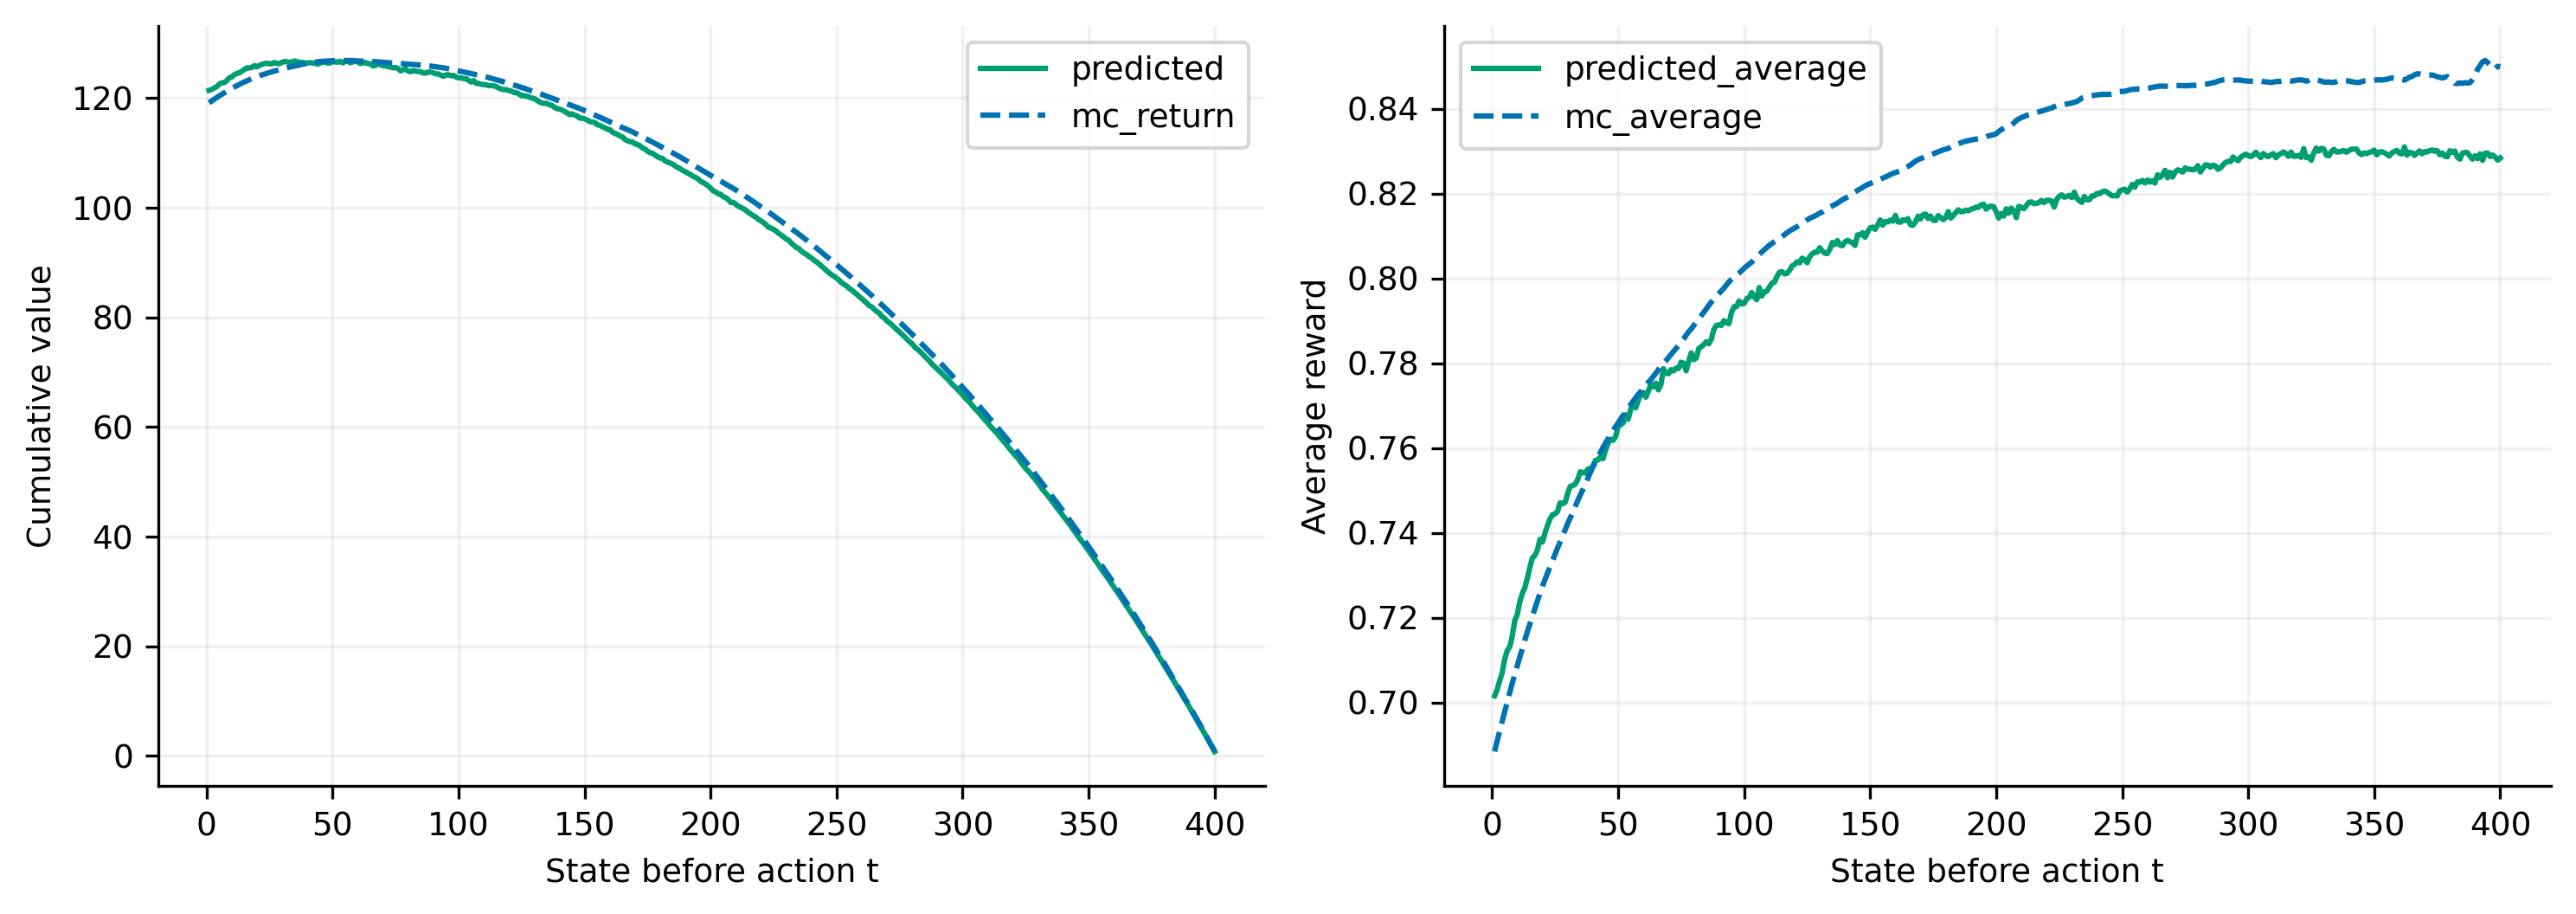 Cumulative value
120
100
80
60
40
20
0
predicted
mc_return
0 50 100 150 200 250 300 350 400
State before action t
Average reward
0.84
0.82
0.80
0.78
0.76
0.74
0.72
0.70
predicted_average
mc_average
0 50 100 150 200 250 300 350 400
State before action t